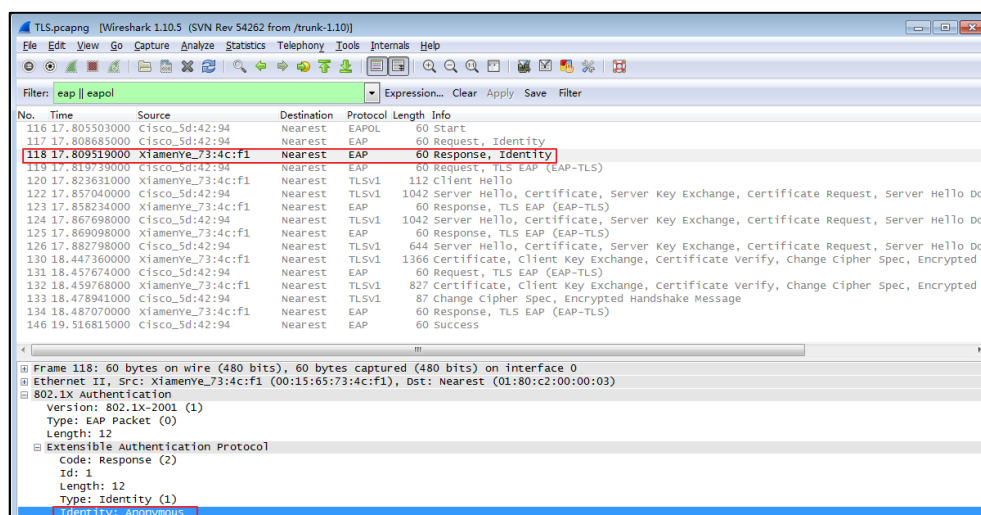 TLS.pcapng [Wireshark 1.10.5 (SVN Rev 54262 from /trunk-1.10)]
File Edit View Go Capture Analyze Statistics Telephony Tools Internals Help
Filter: eap || eapol Expression... Clear Apply Save Filter
No. Time Source Destination Protocol Length Info
116 17.805503000 Cisco_5d:42:94 Nearest EAPOL 60 Start
117 17.808685000 Cisco_5d:42:94 Nearest EAP 60 Request, Identity
118 17.809519000 XiamenYe_73:4c:f1 Nearest EAP 60 Response, Identity
119 17.819739000 Cisco_5d:42:94 Nearest EAP 60 Request, TLS EAP (EAP-TLS)
120 17.823631000 XiamenYe_73:4c:f1 Nearest TLSv1 112 Client Hello
122 17.857040000 Cisco_5d:42:94 Nearest TLSv1 1042 Server Hello, Certificate, Server Key Exchange, Certificate Request, Server Hello Do
123 17.858234000 XiamenYe_73:4c:f1 Nearest EAP 60 Response, TLS EAP (EAP-TLS)
124 17.867698000 Cisco_5d:42:94 Nearest TLSv1 1042 Server Hello, Certificate, Server Key Exchange, Certificate Request, Server Hello Do
125 17.869098000 XiamenYe_73:4c:f1 Nearest EAP 60 Response, TLS EAP (EAP-TLS)
126 17.882798000 Cisco_5d:42:94 Nearest TLSv1 644 Server Hello, Certificate, Server Key Exchange, Certificate Request, Server Hello Do
130 18.447360000 XiamenYe_73:4c:f1 Nearest TLSv1 1366 Certificate, Client Key Exchange, Certificate Verify, Change Cipher Spec, Encrypted
131 18.457674000 Cisco_5d:42:94 Nearest EAP 60 Request, TLS EAP (EAP-TLS)
132 18.459768000 XiamenYe_73:4c:f1 Nearest TLSv1 827 Certificate, Client Key Exchange, Certificate Verify, Change Cipher Spec, Encrypted
133 18.478941000 Cisco_5d:42:94 Nearest TLSv1 87 Change Cipher Spec, Encrypted Handshake Message
134 18.487070000 XiamenYe_73:4c:f1 Nearest EAP 60 Response, TLS EAP (EAP-TLS)
146 19.516815000 Cisco_5d:42:94 Nearest EAP 60 Success
Frame 118: 60 bytes on wire (480 bits), 60 bytes captured (480 bits) on interface 0
Ethernet II, Src: XiamenYe_73:4c:f1 (00:15:65:73:4c:f1), Dst: Nearest (01:80:c2:00:00:03)
802.1X Authentication
Version: 802.1X-2001 (1)
Type: EAP Packet (0)
Length: 12
Extensible Authentication Protocol
Code: Response (2)
Id: 1
Length: 12
Type: Identity (1)
Identity: Anonymous